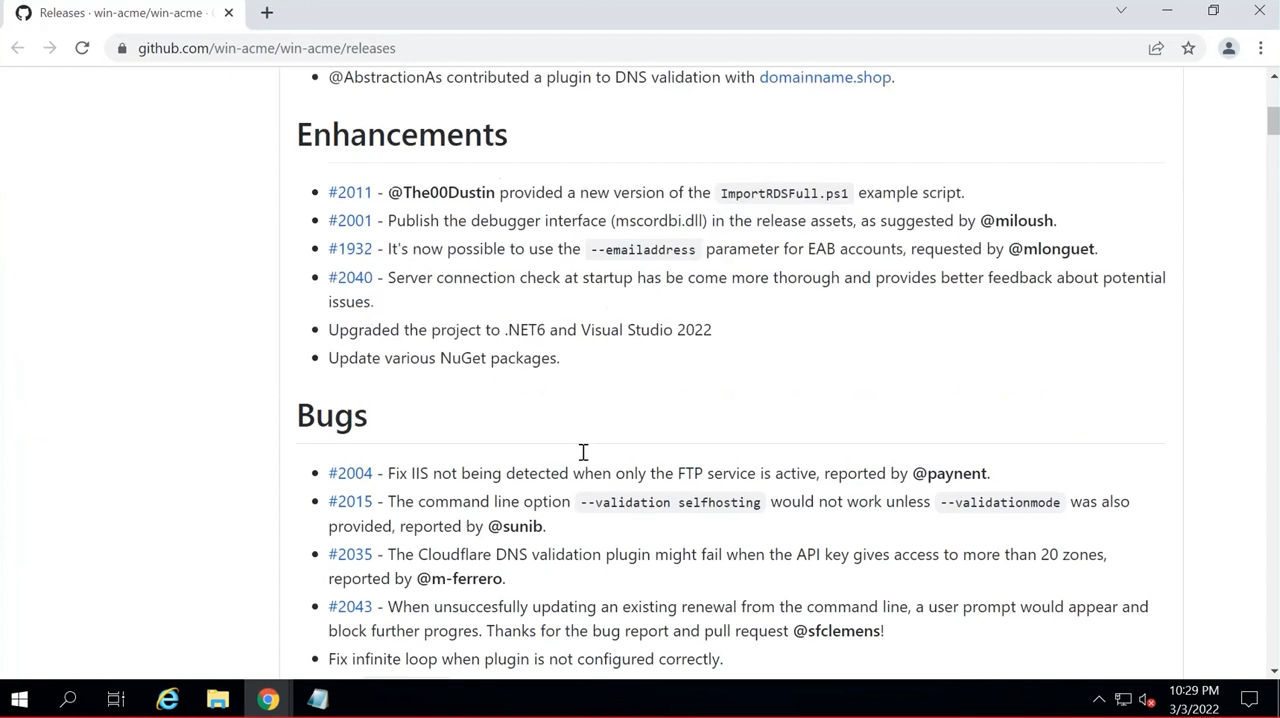 Releases · win-acme/win-acme ·
github.com/win-acme/win-acme/releases
@AbstractionAs contributed a plugin to DNS validation with domainname.shop.
Enhancements
#2011 - @The00Dustin provided a new version of the ImportRDSFull.ps1 example script.
#2001 - Publish the debugger interface (mscordbi.dll) in the release assets, as suggested by @miloush.
#1932 - It's now possible to use the --emailaddress parameter for EAB accounts, requested by @mlonguet.
#2040 - Server connection check at startup has be come more thorough and provides better feedback about potential
issues.
Upgraded the project to .NET6 and Visual Studio 2022
Update various NuGet packages.
Bugs
#2004 - Fix IIS not being detected when only the FTP service is active, reported by @paynent.
#2015 - The command line option --validation selfhosting would not work unless --validationmode was also
provided, reported by @sunib.
#2035 - The Cloudflare DNS validation plugin might fail when the API key gives access to more than 20 zones,
reported by @m-ferrero.
#2043 - When unsuccesfully updating an existing renewal from the command line, a user prompt would appear and
block further progres. Thanks for the bug report and pull request @sfclemens!
Fix infinite loop when plugin is not configured correctly.
10:29 PM
3/3/2022